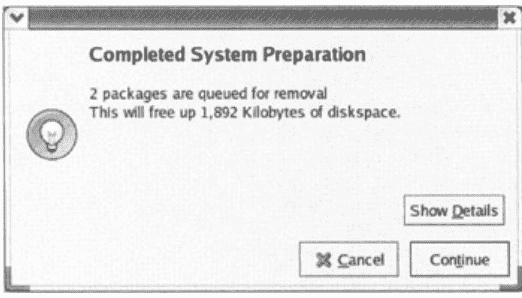 Completed System Preparation
2 packages are queued for removal
This will free up 1,892 Kilobytes of diskspace.
Show Details
Cancel
Continue